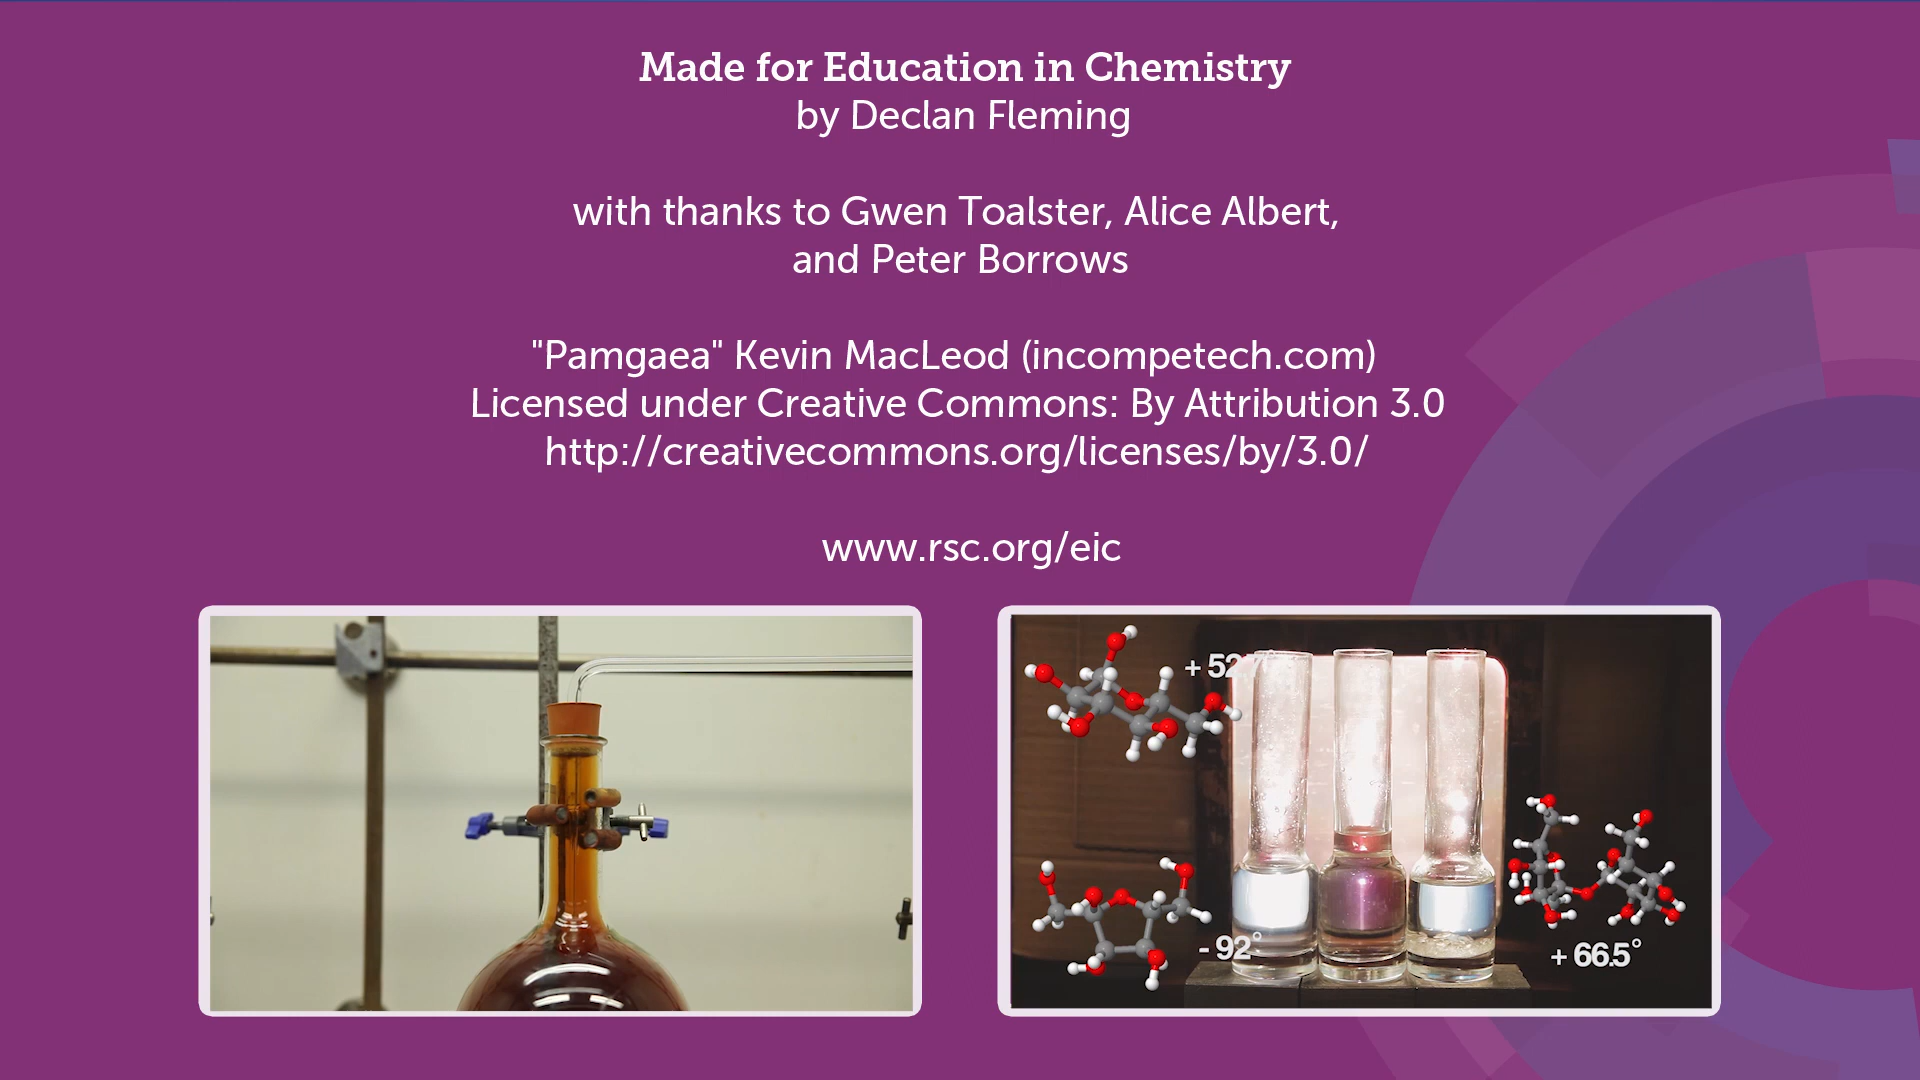 Made for Education in Chemistry
by Declan Fleming
with thanks to Gwen Toalster, Alice Albert,
and Peter Borrows
"Pamgaea" Kevin MacLeod (incompetech.com)
Licensed under Creative Commons: By Attribution 3.0
http://creativecommons.org/licenses/by/3.0/
www.rsc.org/eic
+ 52.7°
- 92°
+ 66.5°